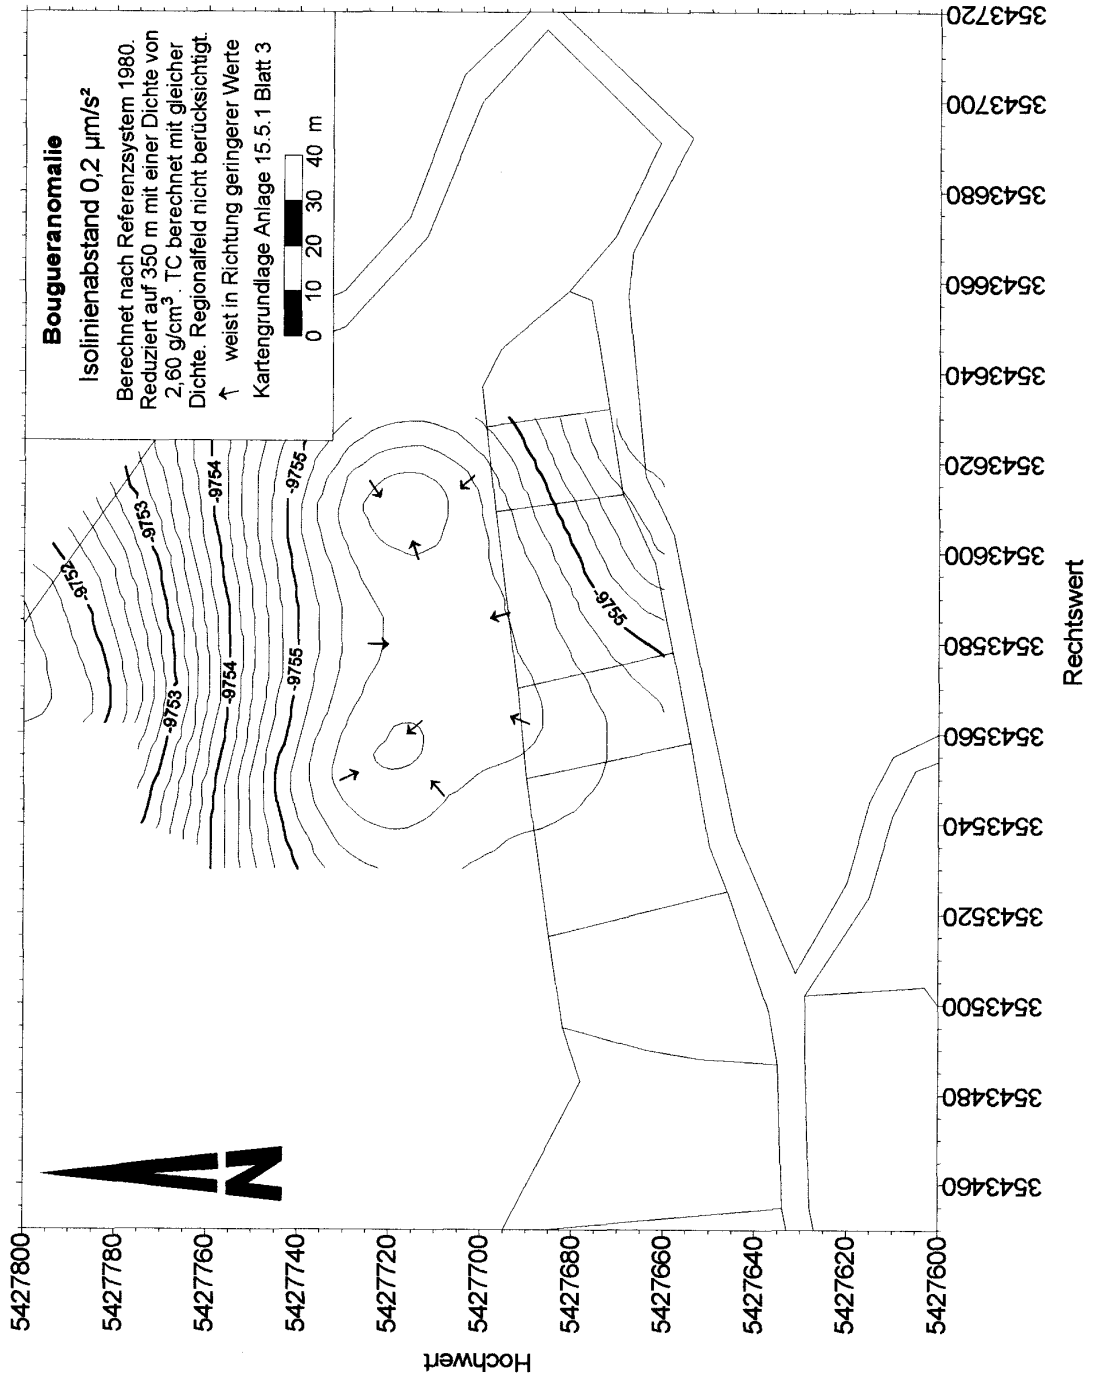 Bougueranomalie
Isolinienabstand 0,2 µm/s²
Berechnet nach Referenzsystem 1980.
Reduziert auf 350 m mit einer Dichte von
2,60 g/cm³ . TC berechnet mit gleicher
Dichte. Regionalfeld nicht berücksichtigt.
↑ weist in Richtung geringerer Werte
Kartengrundlage Anlage 15.5.1 Blatt 3
0 10 20 30 40 m
-9752
-9753
-9753
-9754
-9754
-9755
-9755
-9755
N
Hochwert
5427800
5427780
5427760
5427740
5427720
5427700
5427680
5427660
5427640
5427620
5427600
3543460
3543480
3543500
3543520
3543540
3543560
3543580
3543600
3543620
3543640
3543660
3543680
3543700
3543720
Rechtswert